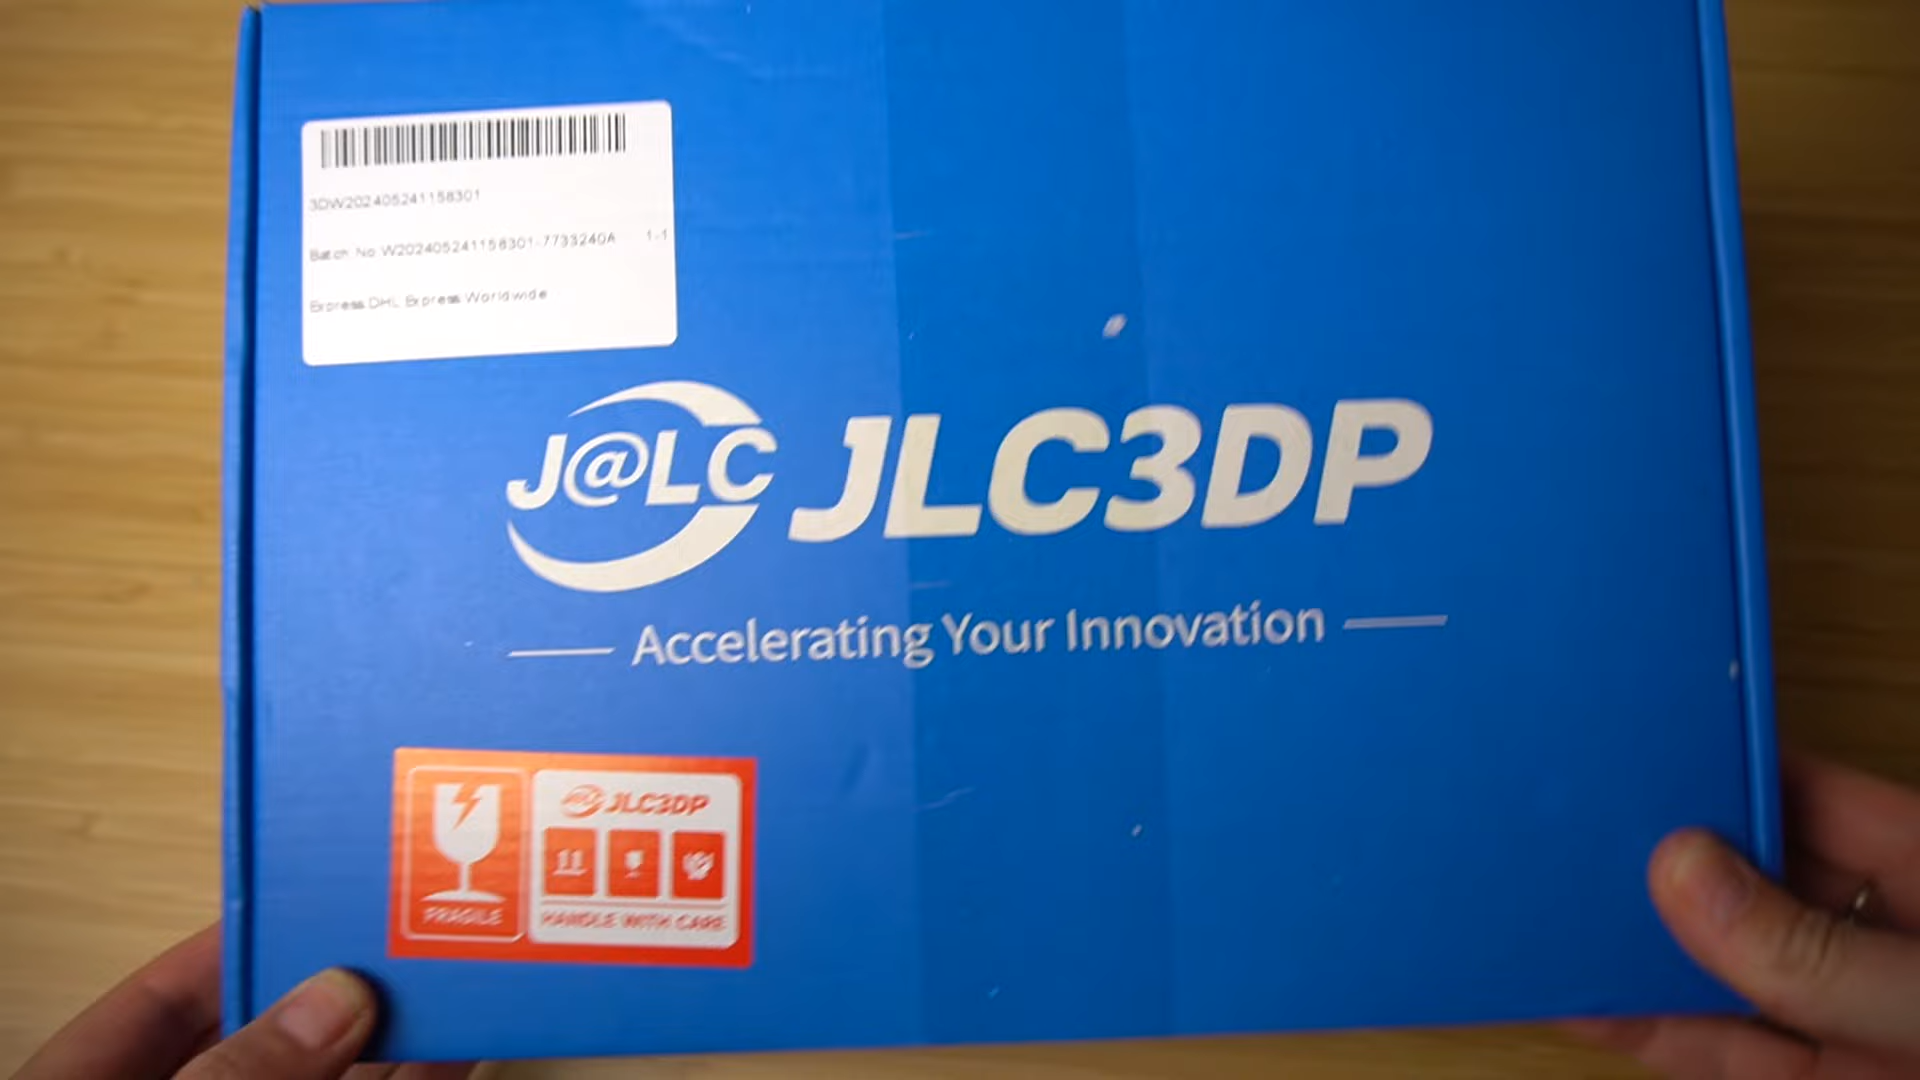 3DW202405241158301
Batch No:W202405241158301-7733240A 1-1
Express:DHL Express Worldwide
J@LC JLC3DP
Accelerating Your Innovation
JLC3DP
FRAGILE
HANDLE WITH CARE